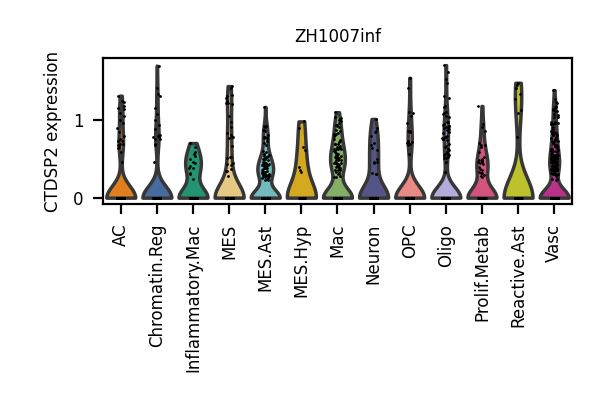 ZH1007inf
CTDSP2 expression
1
0
AC
Chromatin.Reg
Inflammatory.Mac
MES
MES.Ast
MES.Hyp
Mac
Neuron
OPC
Oligo
Prolif.Metab
Reactive.Ast
Vasc